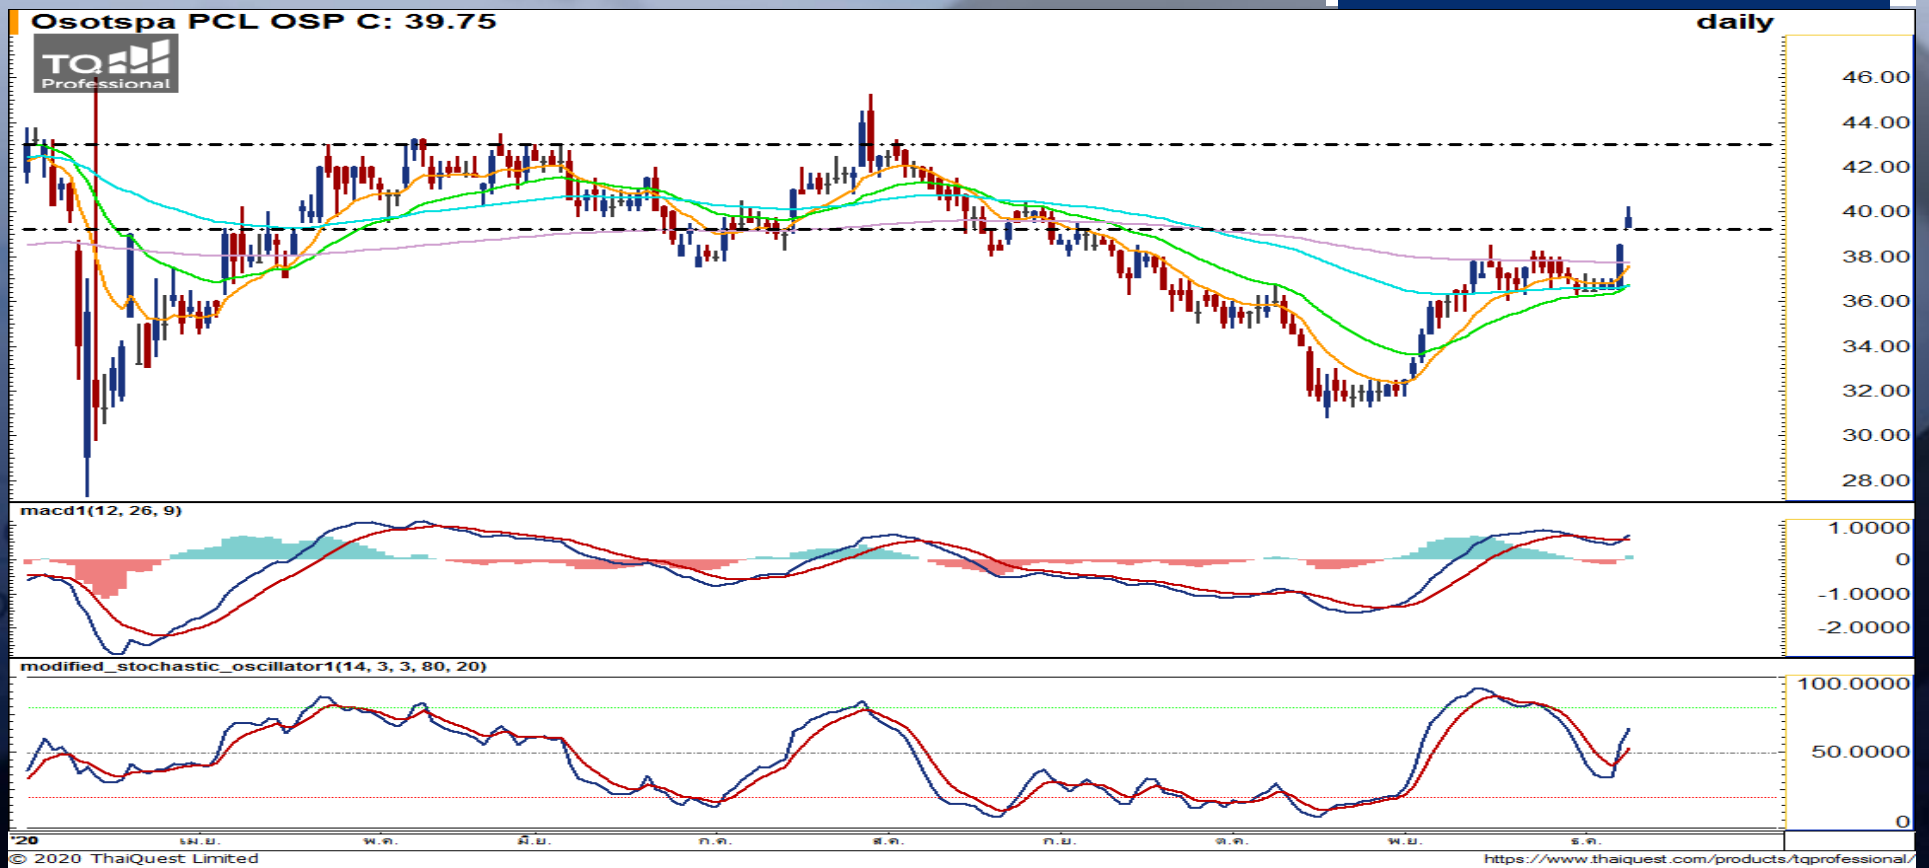 Osotspa PCL OSP C: 39.75 daily
TQ
Professional
46.00
44.00
42.00
40.00
38.00
36.00
34.00
32.00
30.00
28.00
macd1(12, 26, 9)
1.0000
0
-1.0000
-2.0000
modified_stochastic_oscillator1(14, 3, 3, 80, 20)
100.0000
50.0000
0
'20 เม.ย. พ.ค. มิ.ย. ก.ค. ส.ค. ก.ย. ต.ค. พ.ย. ธ.ค.
© 2020 ThaiQuest Limited https://www.thaiquest.com/products/tqprofessional/